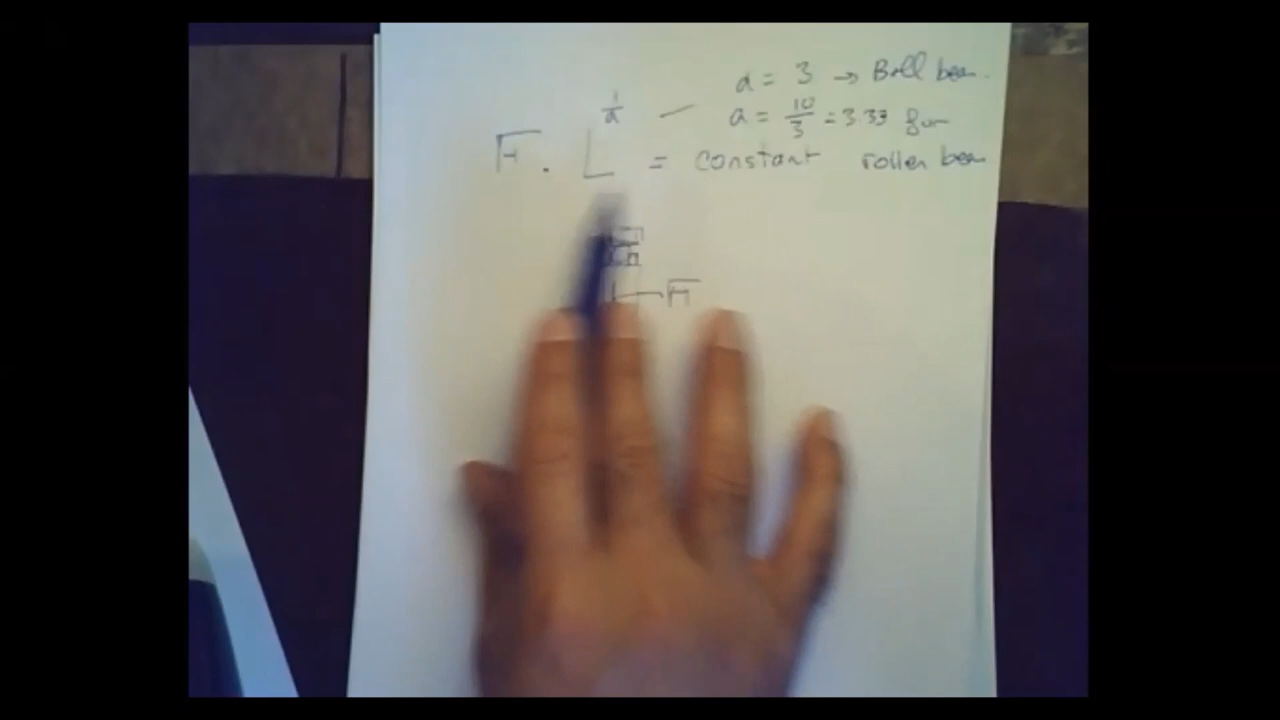 a = 3 → Ball bea.
1/a — a = 10/3 = 3.33 for
F . L = constant roller bea
F